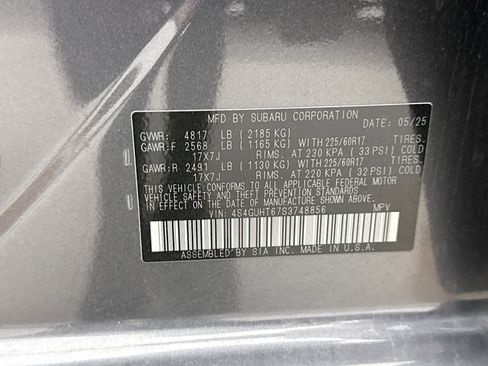 MFD BY SUBARU CORPORATION DATE: 05/25
GVWR: 4817 LB ( 2185 KG)
GAWR:F 2568 LB ( 1165 KG) WITH 225/60R17 TIRES.
17X7J RIMS. AT 230 KPA ( 33 PSI) COLD
GAWR:R 2491 LB ( 1130 KG) WITH 225/60R17 TIRES.
17X7J RIMS. AT 220 KPA ( 32 PSI) COLD
THIS VEHICLE CONFORMS TO ALL APPLICABLE FEDERAL MOTOR
VEHICLE SAFETY AND THEFT PREVENTION STANDARDS IN
EFFECT ON THE DATE OF MANUFACTURE SHOWN ABOVE.
VIN: 4S4GUHT67S3748856 MPV
ASSEMBLED BY SIA INC. MADE IN U.S.A.